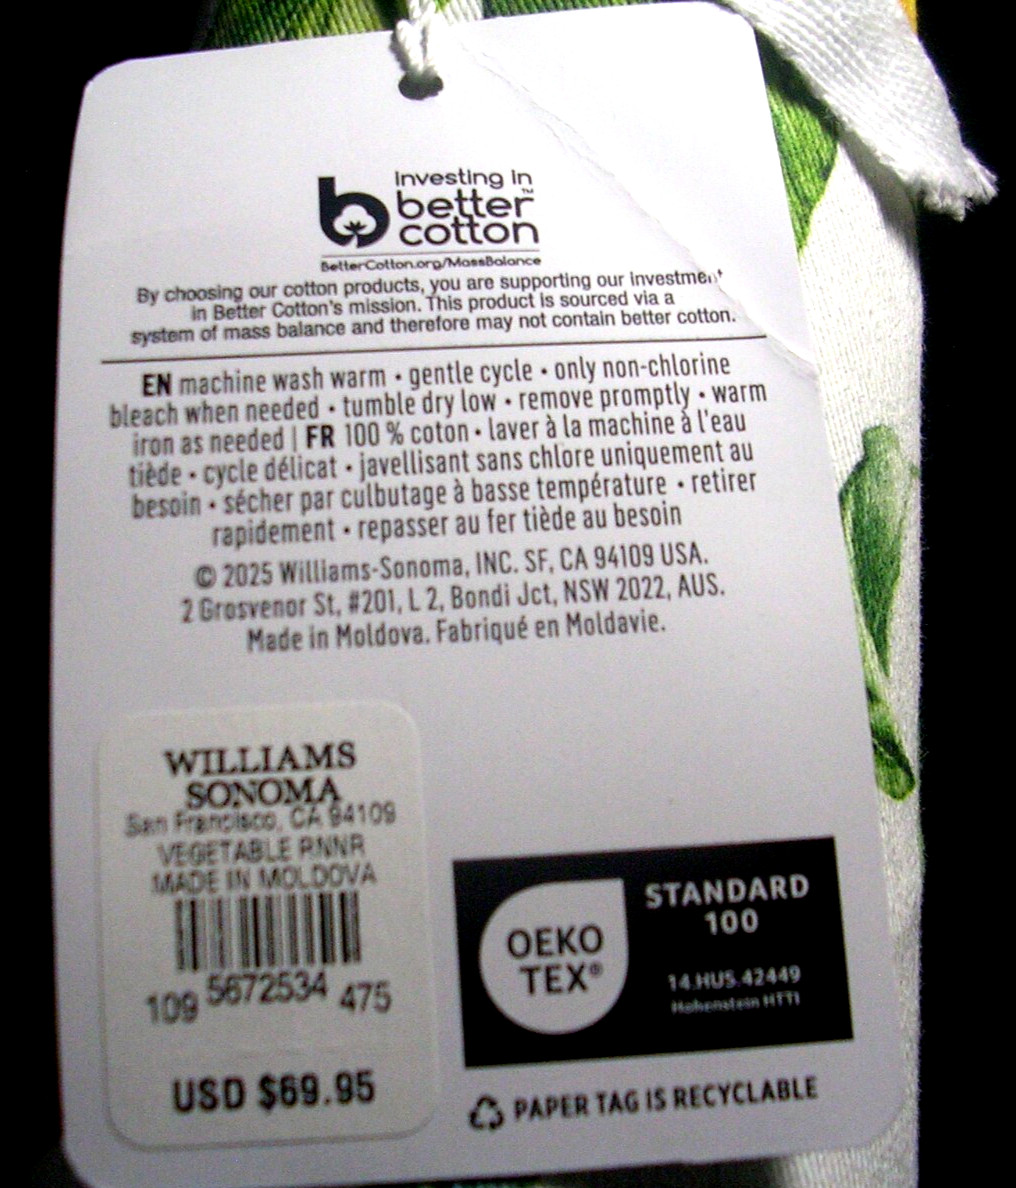 investing in
better™
cotton
BetterCotton.org/MassBalance
By choosing our cotton products, you are supporting our investment
in Better Cotton's mission. This product is sourced via a
system of mass balance and therefore may not contain better cotton.
EN machine wash warm • gentle cycle • only non-chlorine
bleach when needed • tumble dry low • remove promptly • warm
iron as needed | FR 100 % coton • laver à la machine à l'eau
tiède • cycle délicat • javellisant sans chlore uniquement au
besoin • sécher par culbutage à basse température • retirer
rapidement • repasser au fer tiède au besoin
© 2025 Williams-Sonoma, INC. SF, CA 94109 USA.
2 Grosvenor St, #201, L 2, Bondi Jct, NSW 2022, AUS.
Made in Moldova. Fabriqué en Moldavie.
WILLIAMS
SONOMA
San Francisco, CA 94109
VEGETABLE RNNR
MADE IN MOLDOVA
109 5672534 475
USD $69.95
OEKO
TEX®
STANDARD
100
14.HUS.42449
Hohenstein HTTI
PAPER TAG IS RECYCLABLE